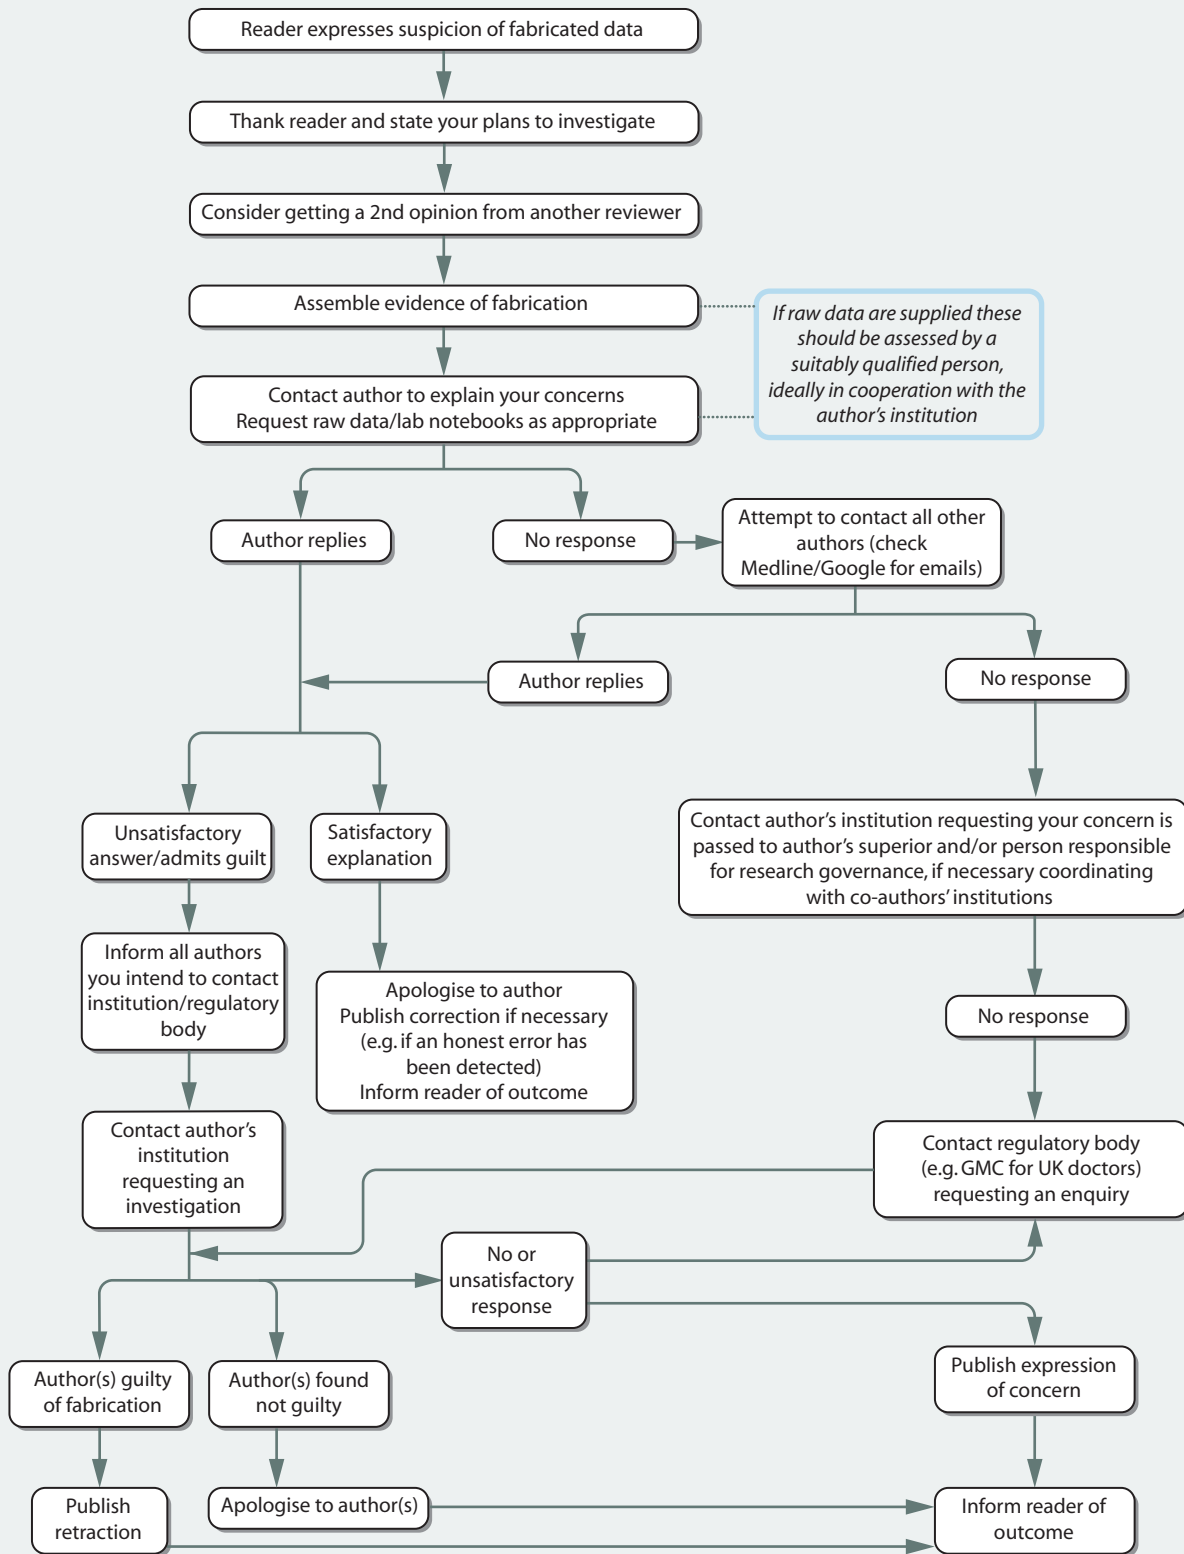 Reader expresses suspicion of fabricated data
Thank reader and state your plans to investigate
Consider getting a 2nd opinion from another reviewer
Assemble evidence of fabrication
If raw data are supplied these
should be assessed by a
suitably qualified person,
ideally in cooperation with the
author's institution
Contact author to explain your concerns
Request raw data/lab notebooks as appropriate
Author replies
No response
Attempt to contact all other
authors (check
Medline/Google for emails)
Author replies
No response
Unsatisfactory
answer/admits guilt
Satisfactory
explanation
Contact author's institution requesting your concern is
passed to author's superior and/or person responsible
for research governance, if necessary coordinating
with co-authors' institutions
Inform all authors
you intend to contact
institution/regulatory
body
Apologise to author
Publish correction if necessary
(e.g. if an honest error has
been detected)
Inform reader of outcome
No response
Contact author's
institution
requesting an
investigation
Contact regulatory body
(e.g. GMC for UK doctors)
requesting an enquiry
No or
unsatisfactory
response
Author(s) guilty
of fabrication
Author(s) found
not guilty
Publish expression
of concern
Publish
retraction
Apologise to author(s)
Inform reader of
outcome